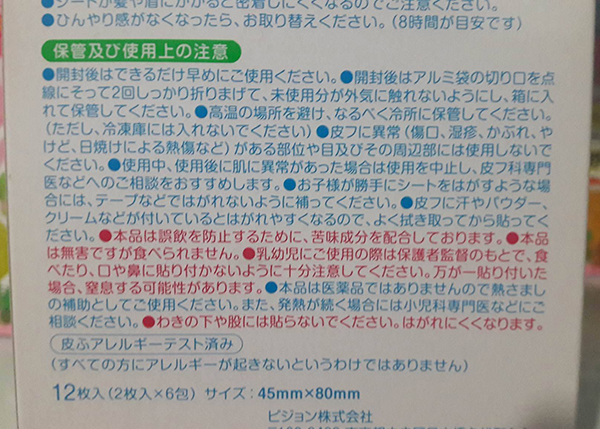 ●シートが髪や眉にかかると密着しにくくなるのでご注意ください。
●ひんやり感がなくなったら、お取り替えください。(8時間が目安です)
保管及び使用上の注意
●開封後はできるだけ早めにご使用ください。●開封後はアルミ袋の切り口を点
線にそって2回しっかり折りまげて、未使用分が外気に触れないようにし、箱に入
れて保管してください。●高温の場所を避け、なるべく冷所に保管してください。
(ただし、冷凍庫には入れないでください)●皮フに異常(傷口、湿疹、かぶれ、や
けど、日焼けによる熱傷など)がある部位や目及びその周辺部には使用しないで
ください。●使用中、使用後に肌に異常があった場合は使用を中止し、皮フ科専門
医などへのご相談をおすすめします。●お子様が勝手にシートをはがすような場
合には、テープなどではがれないように補ってください。●皮フに汗やパウダー、
クリームなどが付いているとはがれやすくなるので、よく拭き取ってから貼ってく
ださい。●本品は誤飲を防止するために、苦味成分を配合しております。●本品
は無害ですが食べられません。●乳幼児にご使用の際は保護者監督のもとで、食
べたり、口や鼻に貼り付かないように十分注意してください。万が一貼り付いた
場合、窒息する可能性があります。●本品は医薬品ではありませんので熱さまし
の補助としてご使用ください。また、発熱が続く場合には小児科専門医などにご
相談ください。●わきの下や股には貼らないでください。はがれにくくなります。
皮ふアレルギーテスト済み
(すべての方にアレルギーが起きないというわけではありません)
12枚入(2枚入×6包) サイズ:45mm×80mm
ピジョン株式会社